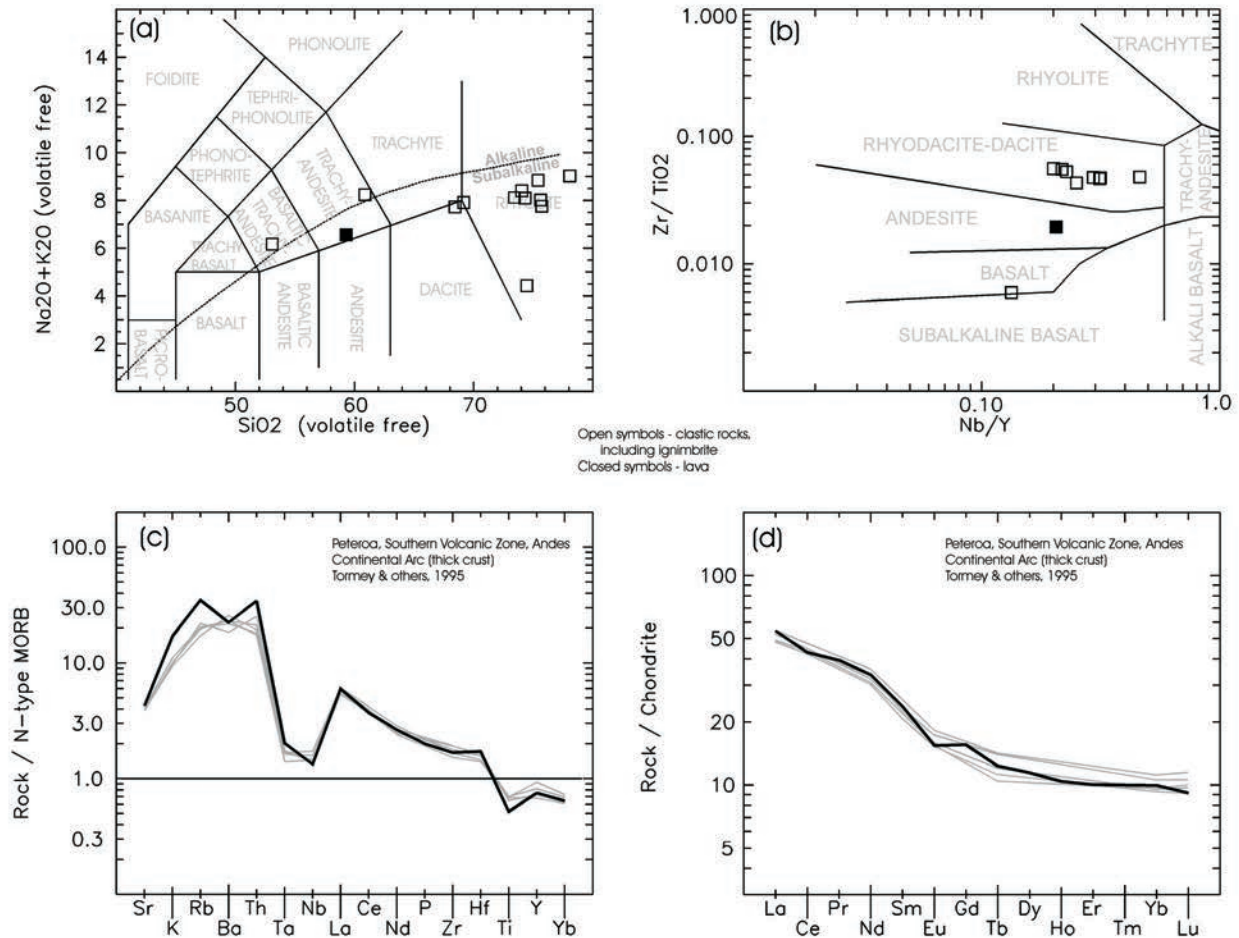 (a)
Na2O+K2O (volatile free)
14
12
10
8
6
4
2
FOIDITE
PHONOLITE
TEPHRI-
PHONOLITE
PHONO-
TEPHRITE
BASANITE
TRACHY
BASALT
BASALTIC
TRACHY-
ANDESITE
TRACHY-
ANDESITE
TRACHYTE
Alkaline
Subalkaline
DACITE
ANDESITE
BASALTIC
ANDESITE
BASALT
PICRO-
BASALT
50
60
70
SiO2 (volatile free)
(b)
Zr/TiO2
1.000
0.100
0.010
TRACHYTE
RHYOLITE
RHYODACITE-DACITE
TRACHY-
ANDESITE
ANDESITE
BASALT
SUBALKALINE BASALT
ALKALI BASALT
0.10
1.0
Nb/Y
Open symbols - clastic rocks,
including ignimbrite
Closed symbols - lava
(c)
Peteroa, Southern Volcanic Zone, Andes
Continental Arc (thick crust)
Tormey & others, 1995
Rock / N-type MORB
100.0
30.0
10.0
3.0
1.0
0.3
Sr Rb Th Nb Ce P Hf Y
K Ba Ta La Nd Zr Ti Yb
(d)
Peteroa, Southern Volcanic Zone, Andes
Continental Arc (thick crust)
Tormey & others, 1995
Rock / Chondrite
100
50
20
10
5
La Pr Sm Gd Dy Er Yb
Ce Nd Eu Tb Ho Tm Lu